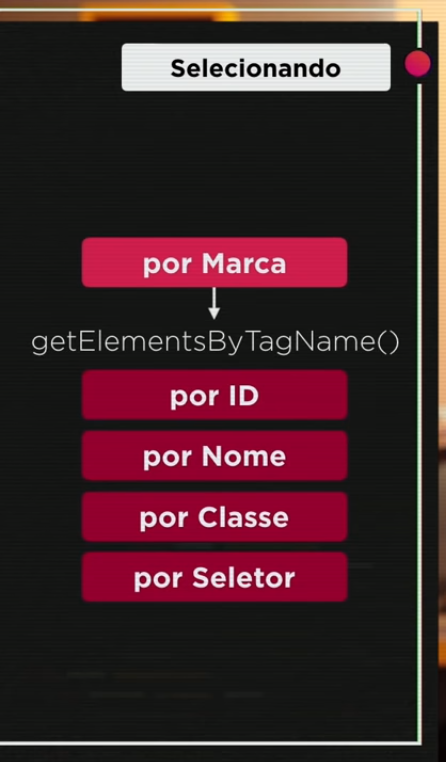 Selecionando
por Marca
getElementsByTagName()
por ID
por Nome
por Classe
por Seletor